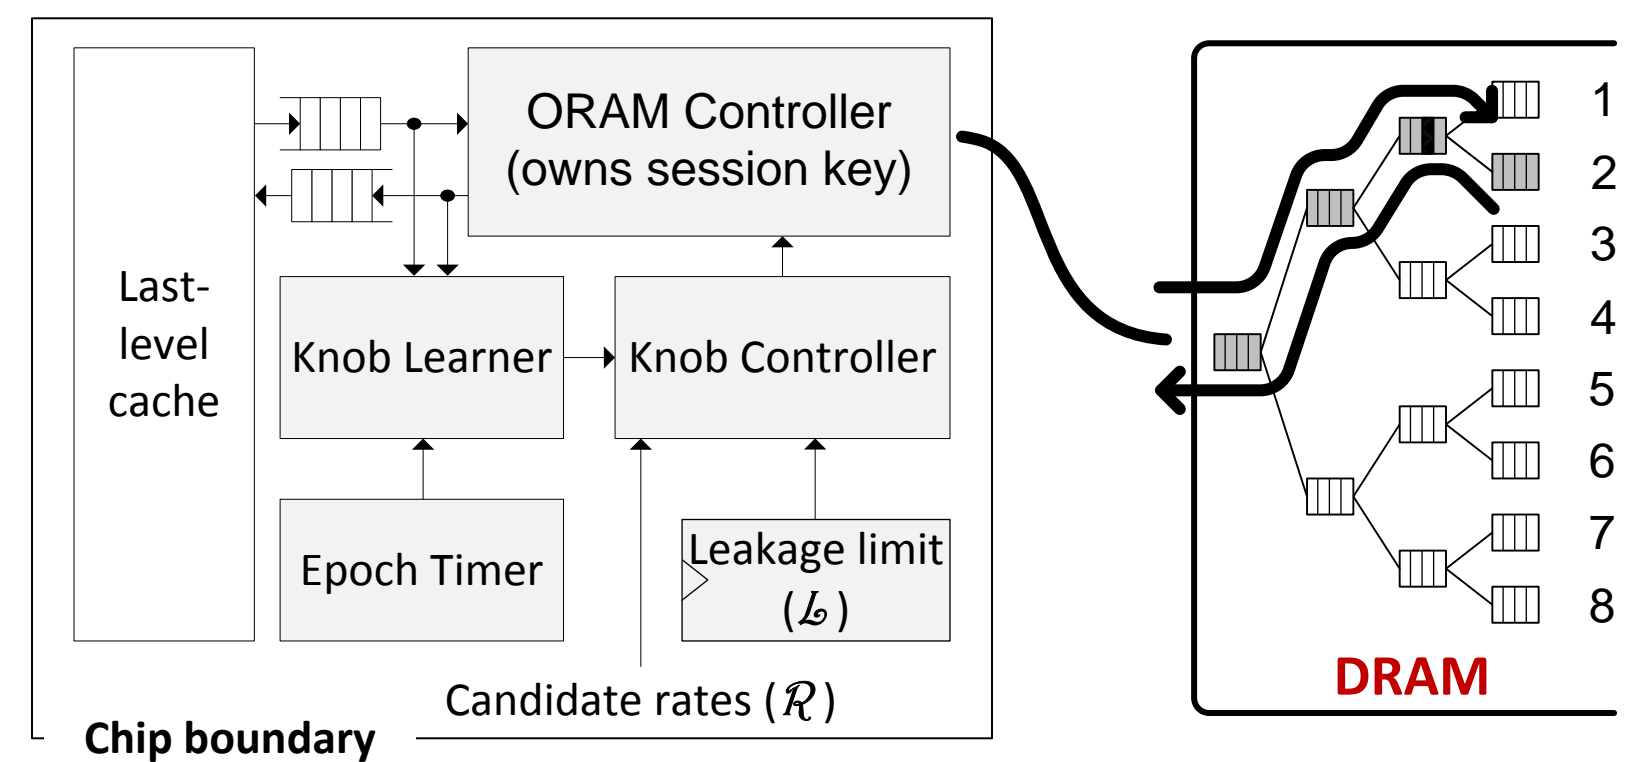 ORAM Controller
(owns session key)
Last-
level
cache
Knob Learner
Knob Controller
Epoch Timer
Leakage limit
(ℒ)
Candidate rates (ℛ)
Chip boundary
1
2
3
4
5
6
7
8
DRAM